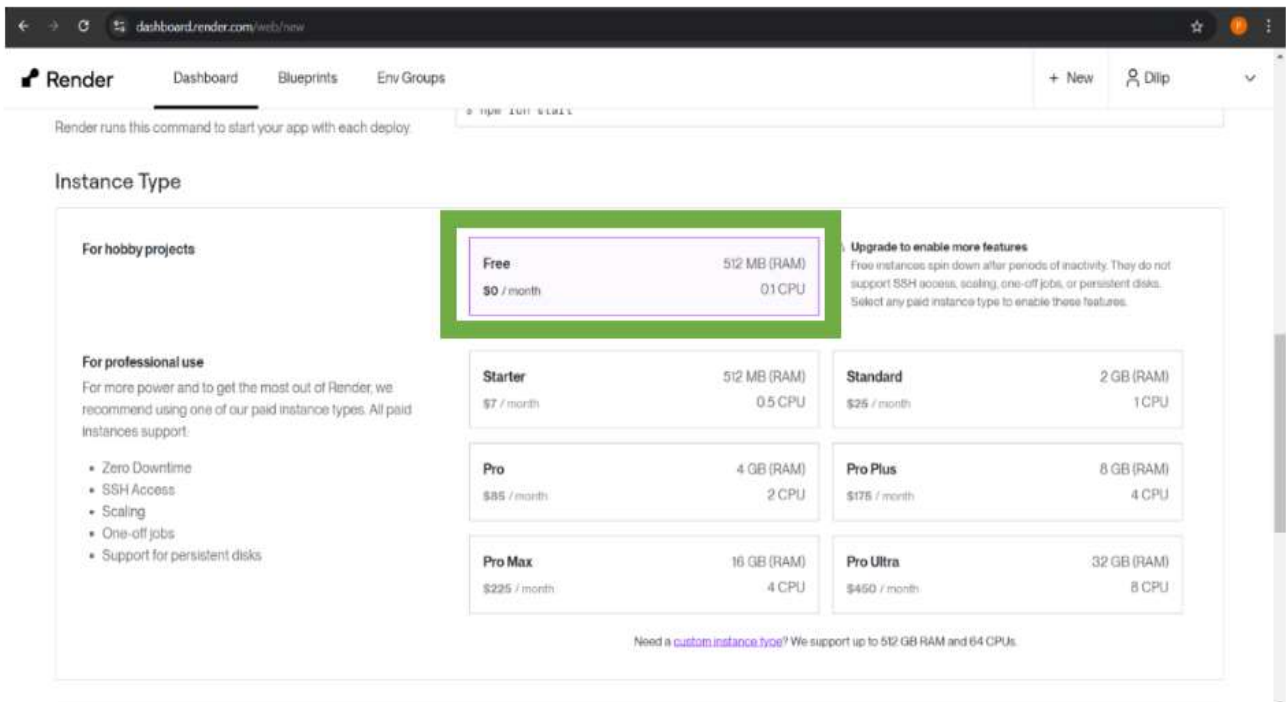 dashboard.render.com/web/new
Render
Dashboard
Blueprints
Env Groups
+ New
Dilip
$ npm run start
Render runs this command to start your app with each deploy.
Instance Type
For hobby projects
Free 512 MB (RAM)
$0 / month 0.1 CPU
Upgrade to enable more features
Free instances spin down after periods of inactivity. They do not
support SSH access, scaling, one-off jobs, or persistent disks.
Select any paid instance type to enable these features.
For professional use
For more power and to get the most out of Render, we
recommend using one of our paid instance types. All paid
instances support:
• Zero Downtime
• SSH Access
• Scaling
• One-off jobs
• Support for persistent disks
Starter 512 MB (RAM)
$7 / month 0.5 CPU
Standard 2 GB (RAM)
$25 / month 1 CPU
Pro 4 GB (RAM)
$85 / month 2 CPU
Pro Plus 8 GB (RAM)
$175 / month 4 CPU
Pro Max 16 GB (RAM)
$225 / month 4 CPU
Pro Ultra 32 GB (RAM)
$450 / month 8 CPU
Need a custom instance type? We support up to 512 GB RAM and 64 CPUs.